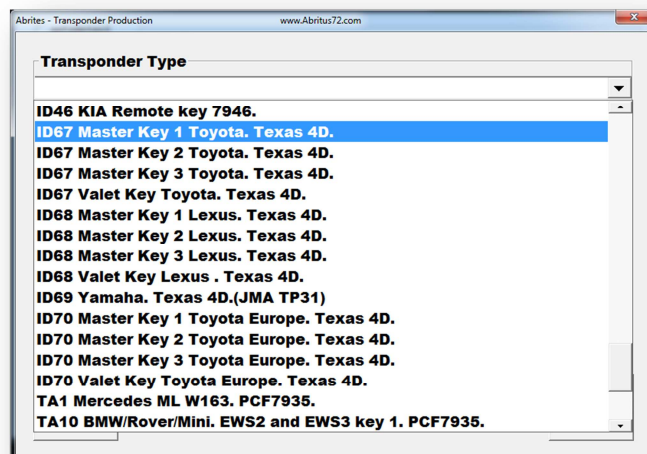 Abrites - Transponder Production www.Abritus72.com
Transponder Type
ID46 KIA Remote key 7946.
ID67 Master Key 1 Toyota. Texas 4D.
ID67 Master Key 2 Toyota. Texas 4D.
ID67 Master Key 3 Toyota. Texas 4D.
ID67 Valet Key Toyota. Texas 4D.
ID68 Master Key 1 Lexus. Texas 4D.
ID68 Master Key 2 Lexus. Texas 4D.
ID68 Master Key 3 Lexus. Texas 4D.
ID68 Valet Key Lexus . Texas 4D.
ID69 Yamaha. Texas 4D.(JMA TP31)
ID70 Master Key 1 Toyota Europe. Texas 4D.
ID70 Master Key 2 Toyota Europe. Texas 4D.
ID70 Master Key 3 Toyota Europe. Texas 4D.
ID70 Valet Key Toyota Europe. Texas 4D.
TA1 Mercedes ML W163. PCF7935.
TA10 BMW/Rover/Mini. EWS2 and EWS3 key 1. PCF7935.